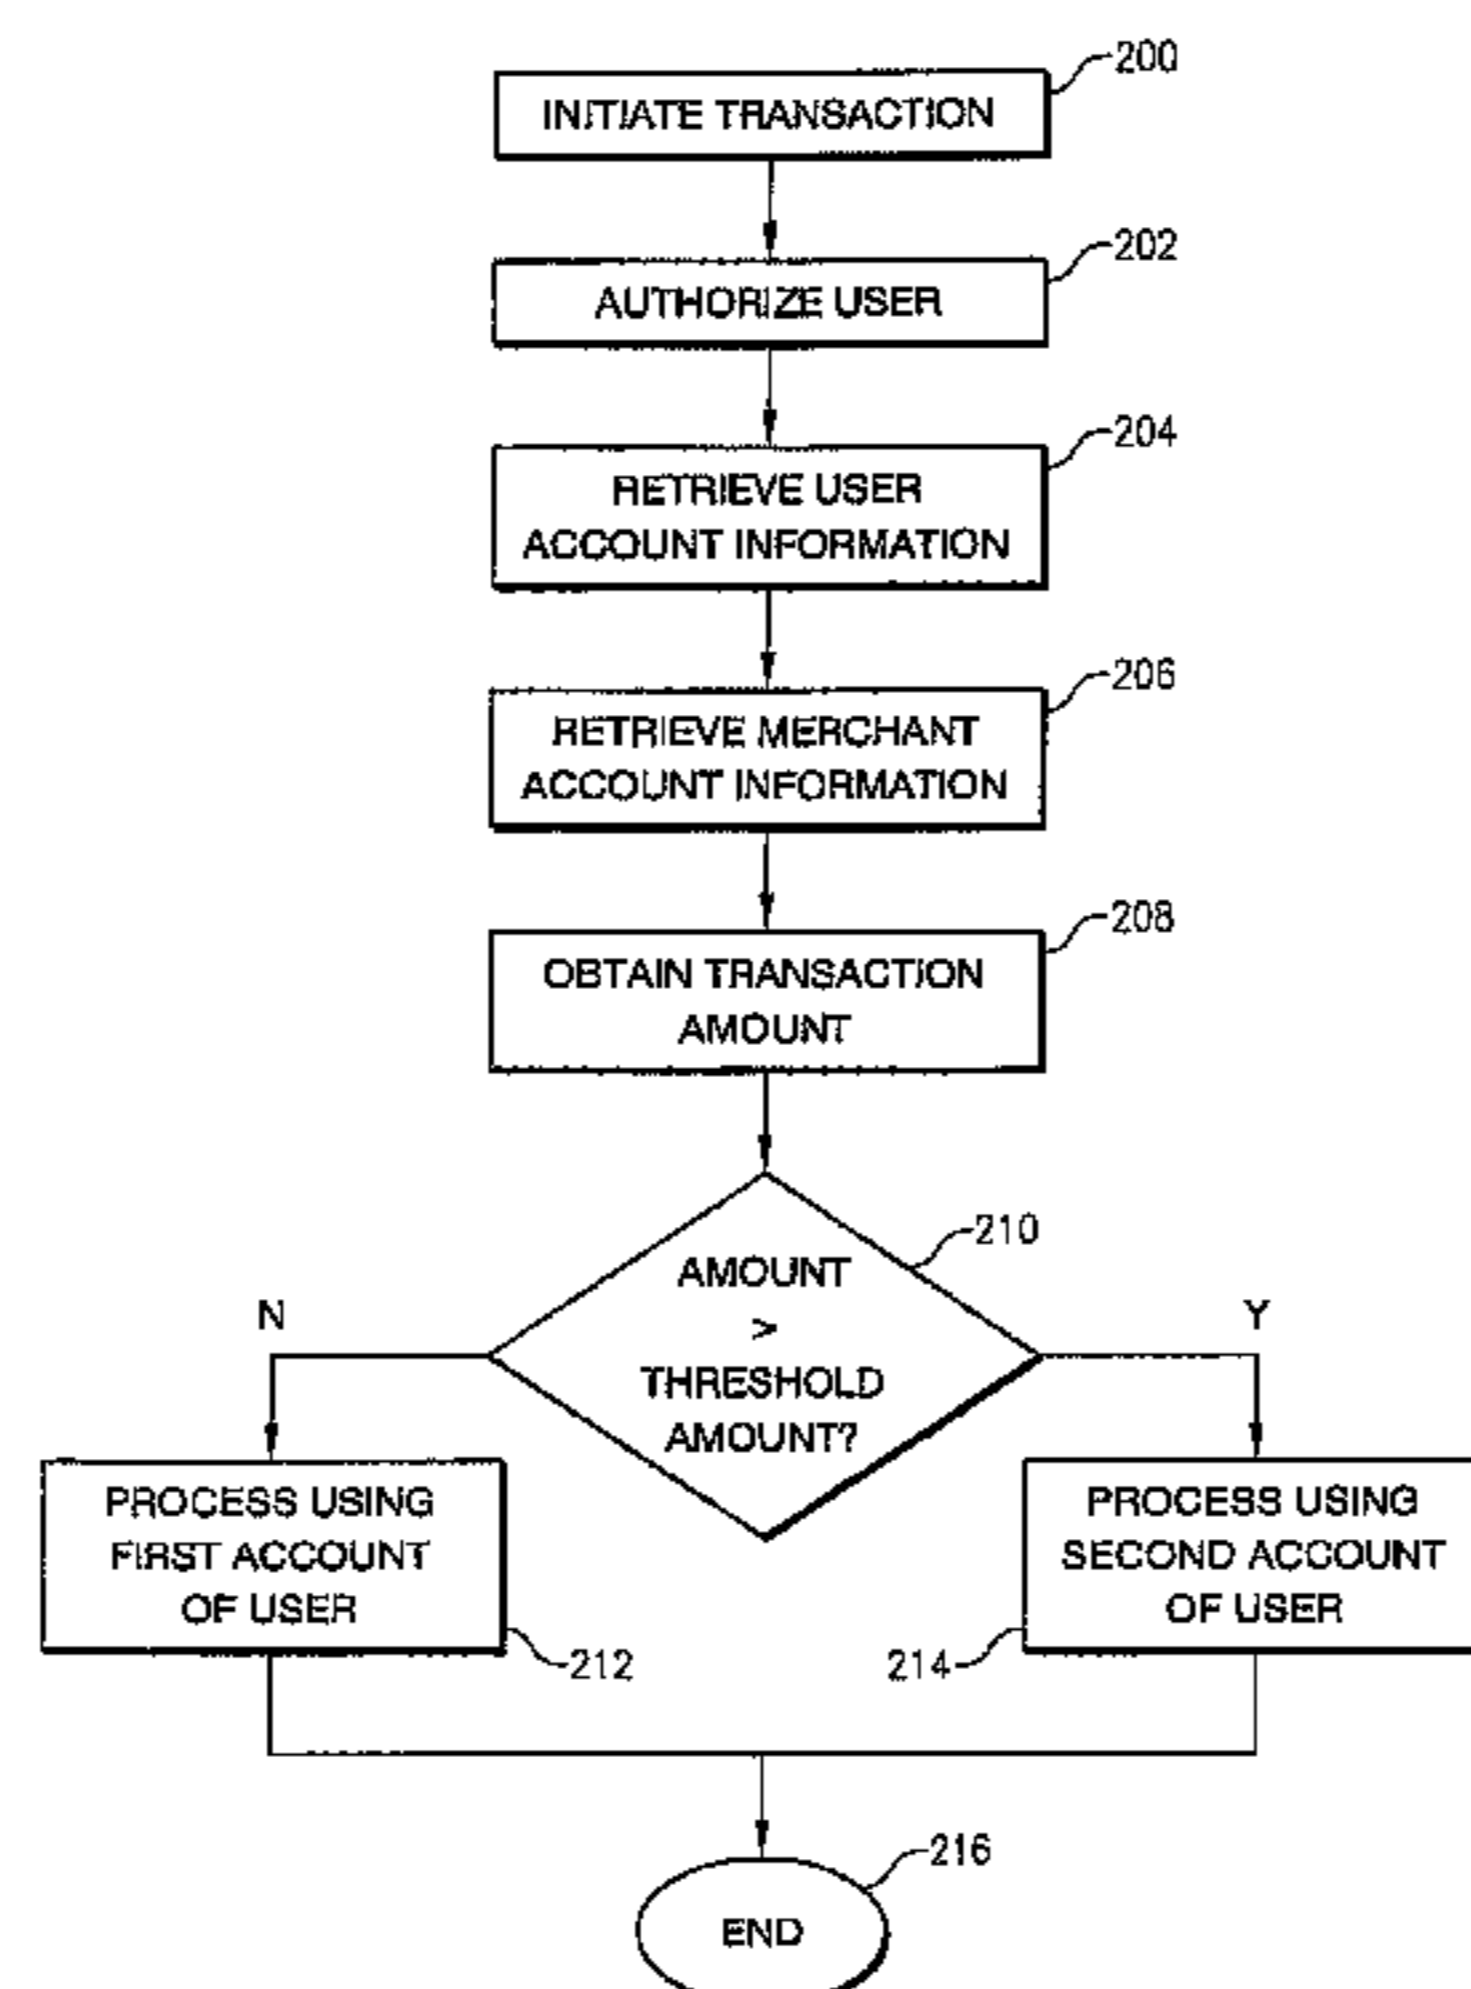 200
INITIATE TRANSACTION
202
AUTHORIZE USER
204
RETRIEVE USER
ACCOUNT INFORMATION
206
RETRIEVE MERCHANT
ACCOUNT INFORMATION
208
OBTAIN TRANSACTION
AMOUNT
210
AMOUNT
>
THRESHOLD
AMOUNT?
N
Y
PROCESS USING
FIRST ACCOUNT
OF USER
212
PROCESS USING
SECOND ACCOUNT
OF USER
214
216
END